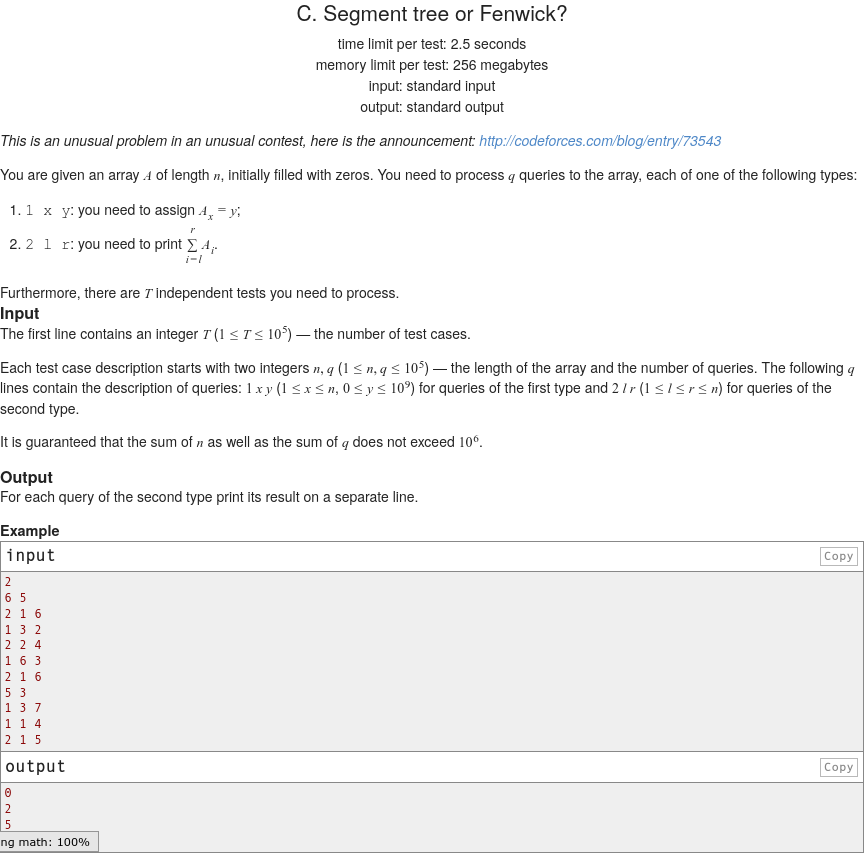 C. Segment tree or Fenwick?
time limit per test: 2.5 seconds
memory limit per test: 256 megabytes
input: standard input
output: standard output
This is an unusual problem in an unusual contest, here is the announcement: http://codeforces.com/blog/entry/73543
You are given an array A of length n, initially filled with zeros. You need to process q queries to the array, each of one of the following types:
1. 1 x y: you need to assign A_x = y;
2. 2 l r: you need to print \sum_{i=l}^{r} A_i.
Furthermore, there are T independent tests you need to process.
Input
The first line contains an integer T (1 ≤ T ≤ 10^5) — the number of test cases.
Each test case description starts with two integers n, q (1 ≤ n, q ≤ 10^5) — the length of the array and the number of queries. The following q
lines contain the description of queries: 1 x y (1 ≤ x ≤ n, 0 ≤ y ≤ 10^9) for queries of the first type and 2 l r (1 ≤ l ≤ r ≤ n) for queries of the
second type.
It is guaranteed that the sum of n as well as the sum of q does not exceed 10^6.
Output
For each query of the second type print its result on a separate line.
Example
input
Copy
2
6 5
2 1 6
1 3 2
2 2 4
1 6 3
2 1 6
5 3
1 3 7
1 1 4
2 1 5
output
Copy
0
2
5
ng math: 100%